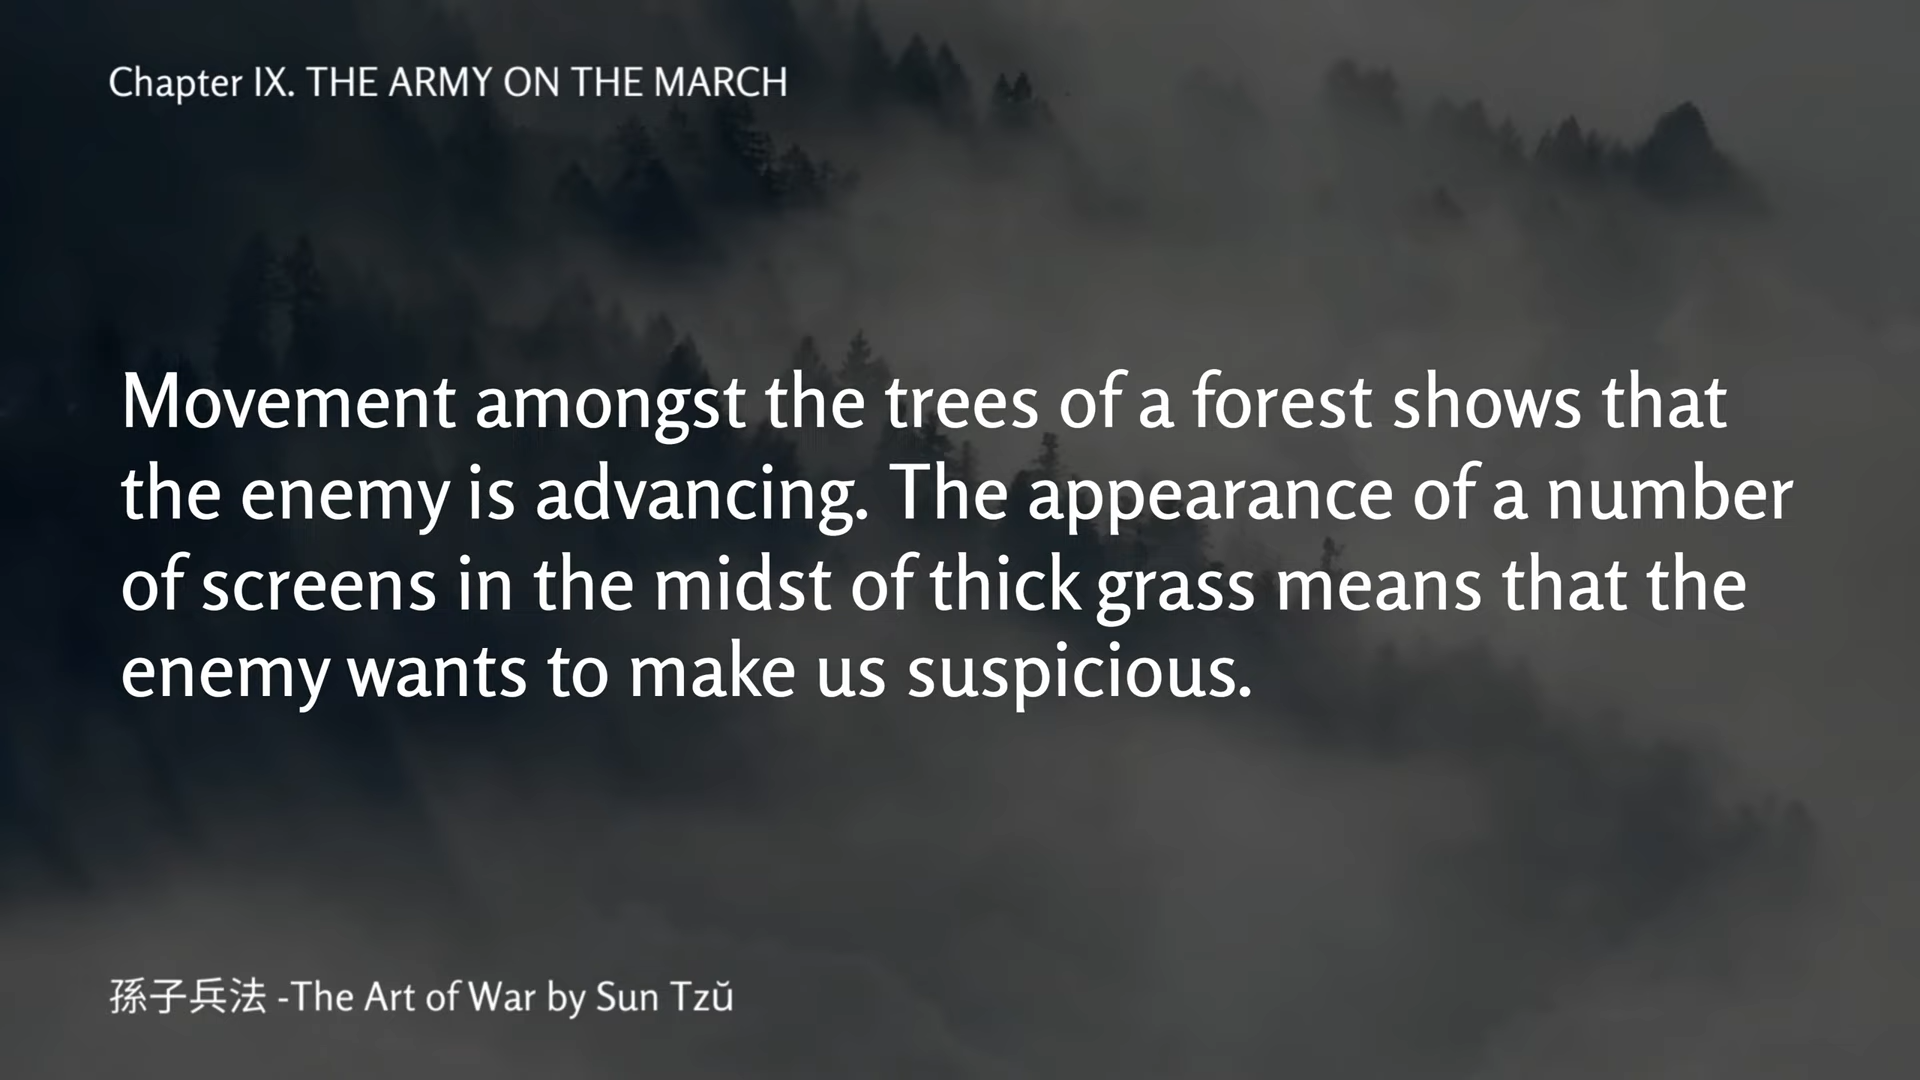 Chapter IX. THE ARMY ON THE MARCH
Movement amongst the trees of a forest shows that
the enemy is advancing. The appearance of a number
of screens in the midst of thick grass means that the
enemy wants to make us suspicious.
孫子兵法 -The Art of War by Sun Tzŭ